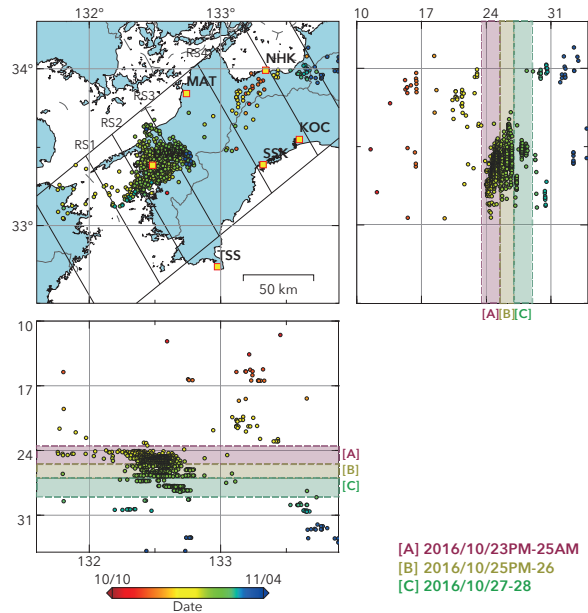 132° 133°
10 17 24 31
34°
33°
RS4
RS3
RS2
RS1
NHK
MAT
KOC
SSK
TSS
50 km
[A] [B] [C]
10
17
24
31
[A]
[B]
[C]
132 133
10/10 11/04
Date
[A] 2016/10/23PM-25AM
[B] 2016/10/25PM-26
[C] 2016/10/27-28